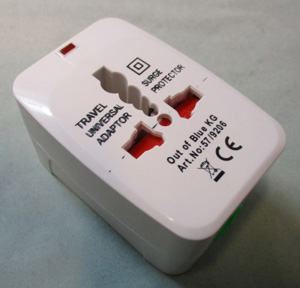 TRAVEL
UNIVERSAL
ADAPTOR
SURGE
PROTECTOR
Out of Blue KG
Art.No:57/9206
CE